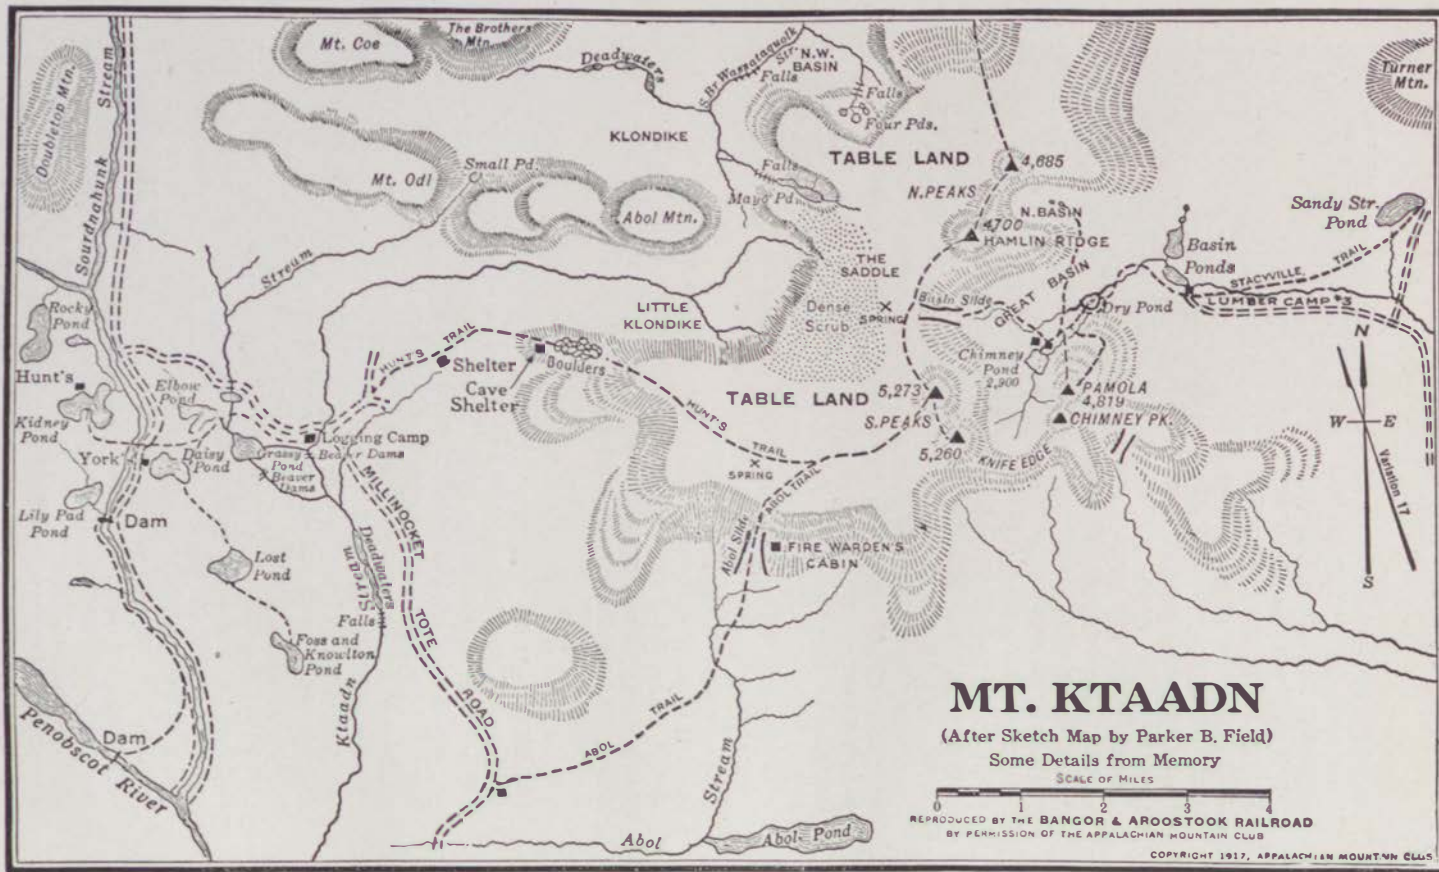 Doubletop Mtn.
Sourdnahunk Stream
Mt. Coe
The Brothers
Mtn.
Deadwaters
S. Br. Wassataquoik Str.
N.W.
BASIN
Falls
Falls
Four Pds.
Turner
Mtn.
KLONDIKE
TABLE LAND
4,685
N. PEAKS
Mt. Odl
Small Pd.
Abol Mtn.
Falls
Mayo Pd.
N. BASIN
4700
HAMLIN RIDGE
Sandy Str.
Pond
Basin
Ponds
STACYVILLE TRAIL
LUMBER CAMP #3
Stream
THE
SADDLE
LITTLE
KLONDIKE
Dense
Scrub
SPRING
Basin Slide
GREAT BASIN
Dry Pond
Rocky
Pond
Hunt's
Kidney
Pond
Elbow
Pond
HUNT'S TRAIL
Shelter
Cave
Shelter
Boulders
Chimney
Pond
2,900
N
W
E
S
Variation 17
TABLE LAND
5,273
S. PEAKS
5,260
PAMOLA
4,819
CHIMNEY PK.
KNIFE EDGE
HUNT'S
TRAIL
SPRING
ABOL TRAIL
York
Daisy
Pond
Grassy
Pond
Beaver
Dams
Logging Camp
Beaver Dams
Lily Pad
Pond
Dam
MILLINOCKET
TOTE
ROAD
Deadwaters
Stream
Falls
Ktaadn
Lost
Pond
Foss and
Knowlton
Pond
Abol Slide
FIRE WARDEN'S
CABIN
Penobscot River
Dam
ABOL TRAIL
Abol
Stream
Abol Pond
MT. KTAADN
(After Sketch Map by Parker B. Field)
Some Details from Memory
SCALE OF MILES
0 1 2 3 4
REPRODUCED BY THE BANGOR & AROOSTOOK RAILROAD
BY PERMISSION OF THE APPALACHIAN MOUNTAIN CLUB
COPYRIGHT 1917, APPALACHIAN MOUNTAIN CLUB